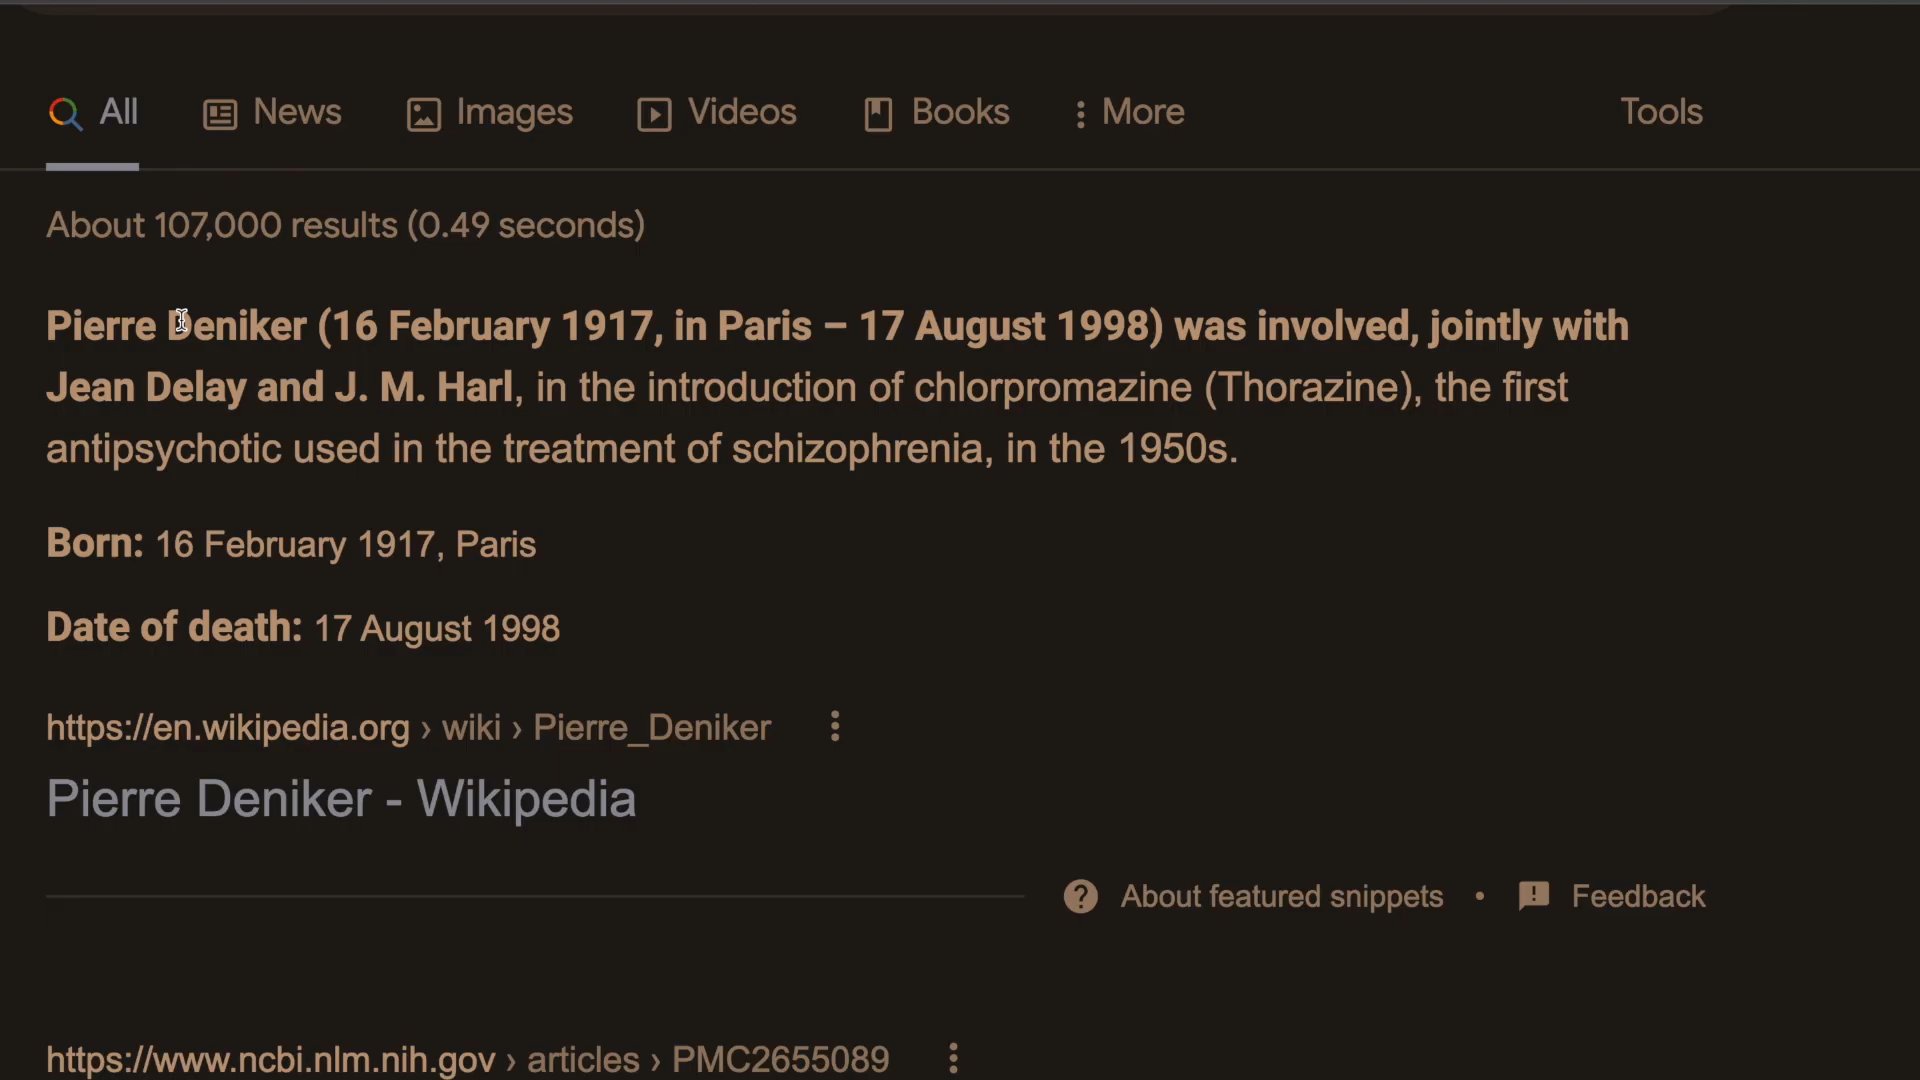 All News Images Videos Books More Tools
About 107,000 results (0.49 seconds)
Pierre Deniker (16 February 1917, in Paris – 17 August 1998) was involved, jointly with
Jean Delay and J. M. Harl, in the introduction of chlorpromazine (Thorazine), the first
antipsychotic used in the treatment of schizophrenia, in the 1950s.
Born: 16 February 1917, Paris
Date of death: 17 August 1998
https://en.wikipedia.org › wiki › Pierre_Deniker
Pierre Deniker - Wikipedia
About featured snippets • Feedback
https://www.ncbi.nlm.nih.gov › articles › PMC2655089